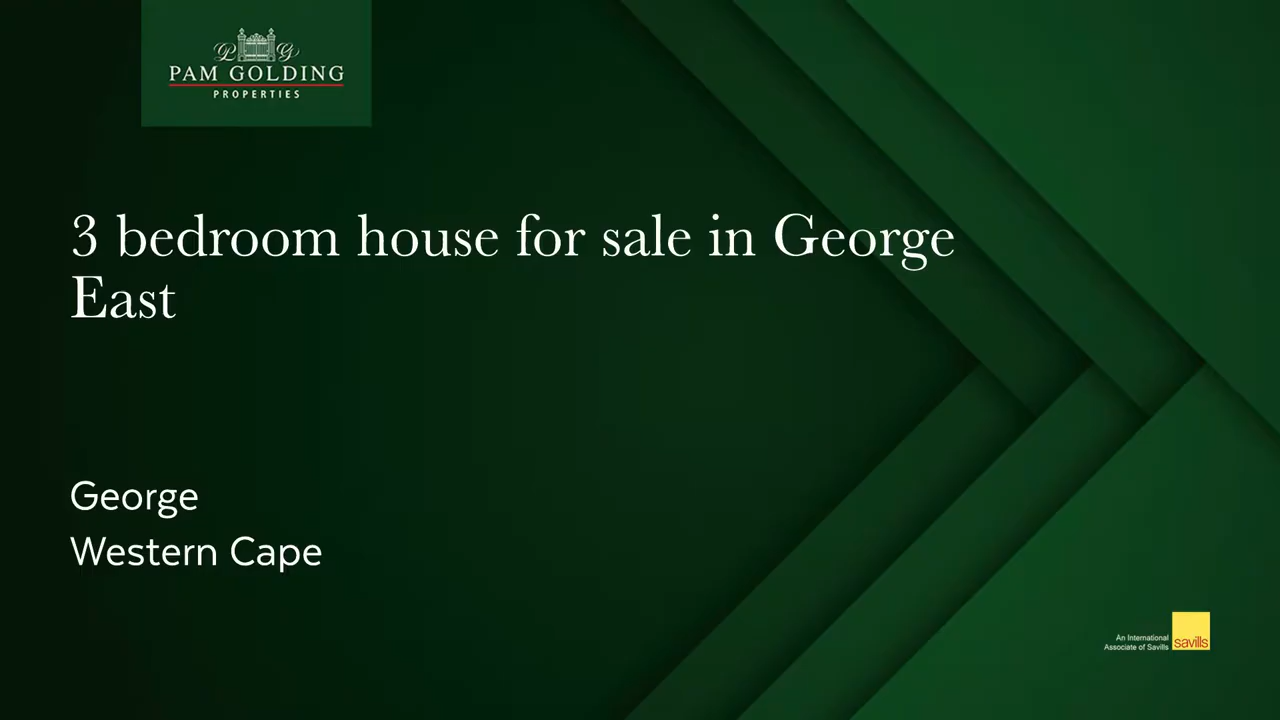 P G
PAM GOLDING
PROPERTIES
3 bedroom house for sale in George
East
George
Western Cape
An International
Associate of Savills
savills